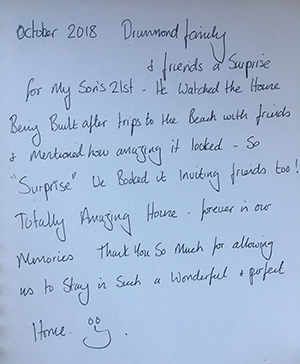 October 2018 Drummond family
& friends a Surprise
for My Son's 21st - He Watched the House
Being Built after trips to the Beach with friends
& Mentioned how amazing it looked - So
"Surprise" We Booked it Inviting friends too!
Totally Amazing House - forever in our
Memories Thank You So Much for allowing
us to Stay in Such a Wonderful & perfect
Home.